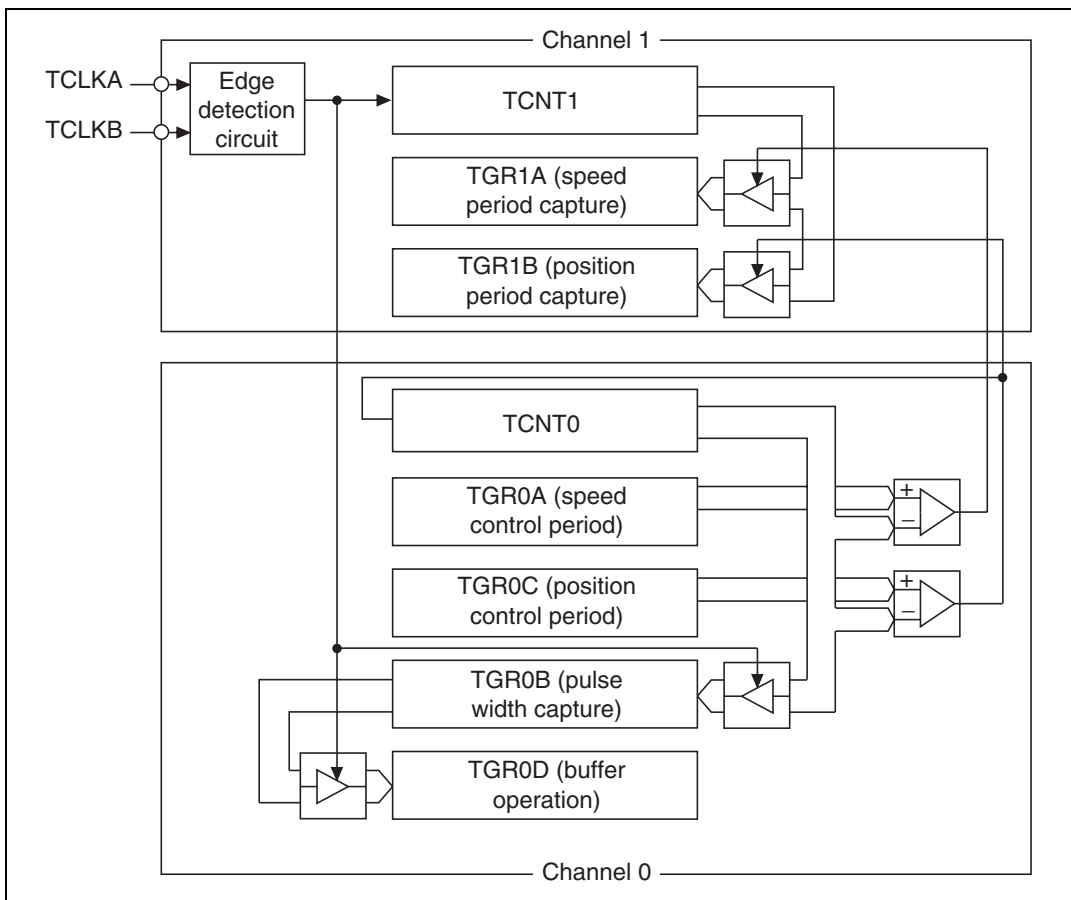 Channel 1
TCLKA
TCLKB
Edge
detection
circuit
TCNT1
TGR1A (speed
period capture)
TGR1B (position
period capture)
TCNT0
TGR0A (speed
control period)
+
−
TGR0C (position
control period)
+
−
TGR0B (pulse
width capture)
TGR0D (buffer
operation)
Channel 0